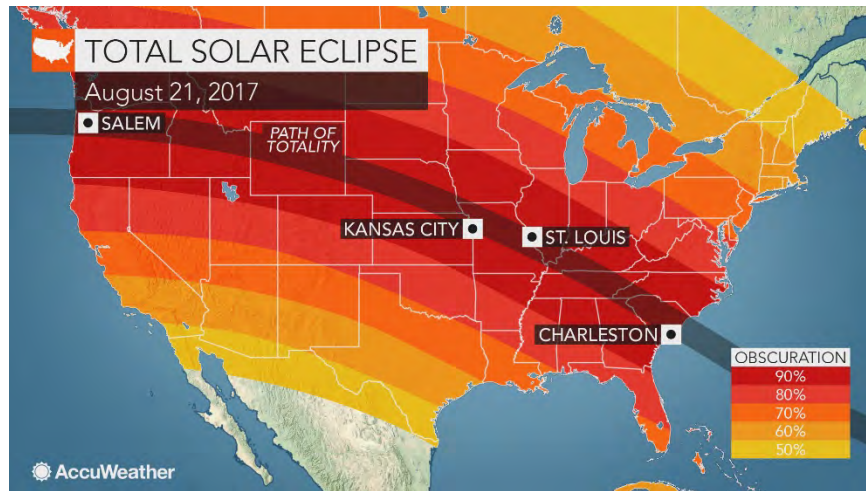 TOTAL SOLAR ECLIPSE
August 21, 2017
SALEM
PATH OF
TOTALITY
KANSAS CITY
ST. LOUIS
CHARLESTON
OBSCURATION
90%
80%
70%
60%
50%
AccuWeather